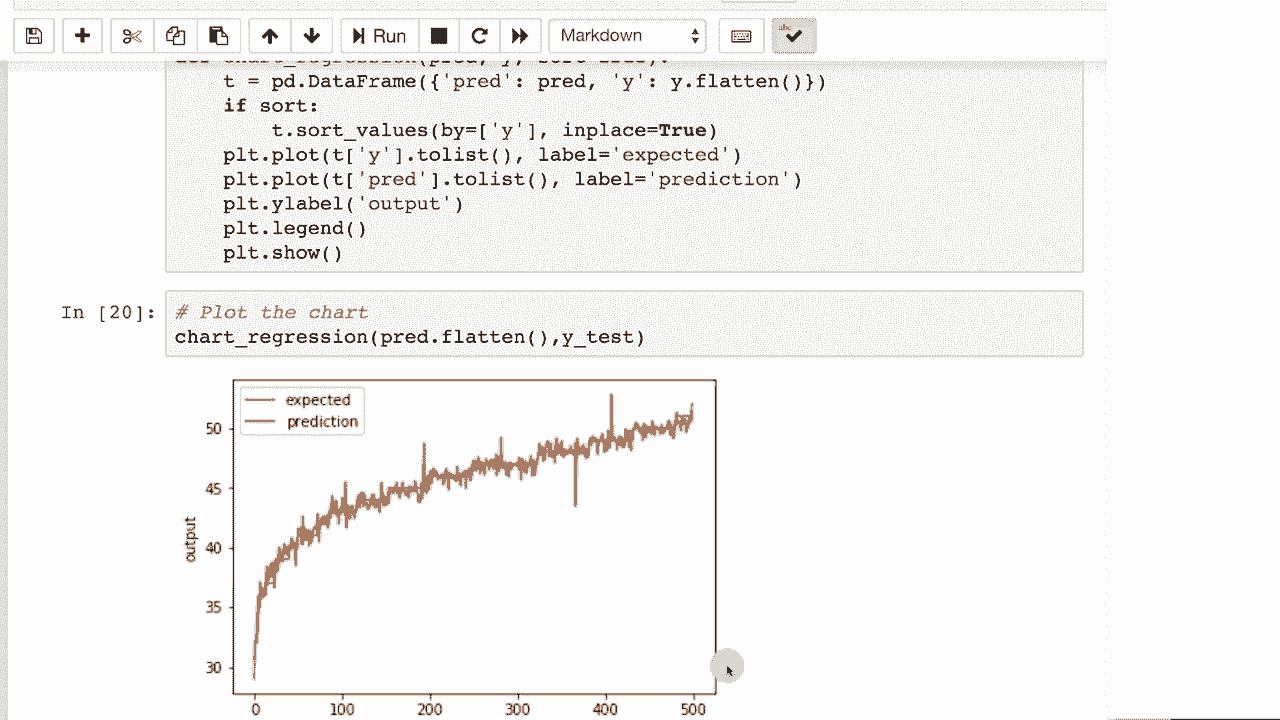 Run
Markdown
abc
t = pd.DataFrame({'pred': pred, 'y': y.flatten()})
if sort:
t.sort_values(by=['y'], inplace=True)
plt.plot(t['y'].tolist(), label='expected')
plt.plot(t['pred'].tolist(), label='prediction')
plt.ylabel('output')
plt.legend()
plt.show()
In [20]:
# Plot the chart
chart_regression(pred.flatten(),y_test)
expected
prediction
50
45
40
35
30
output
0 100 200 300 400 500